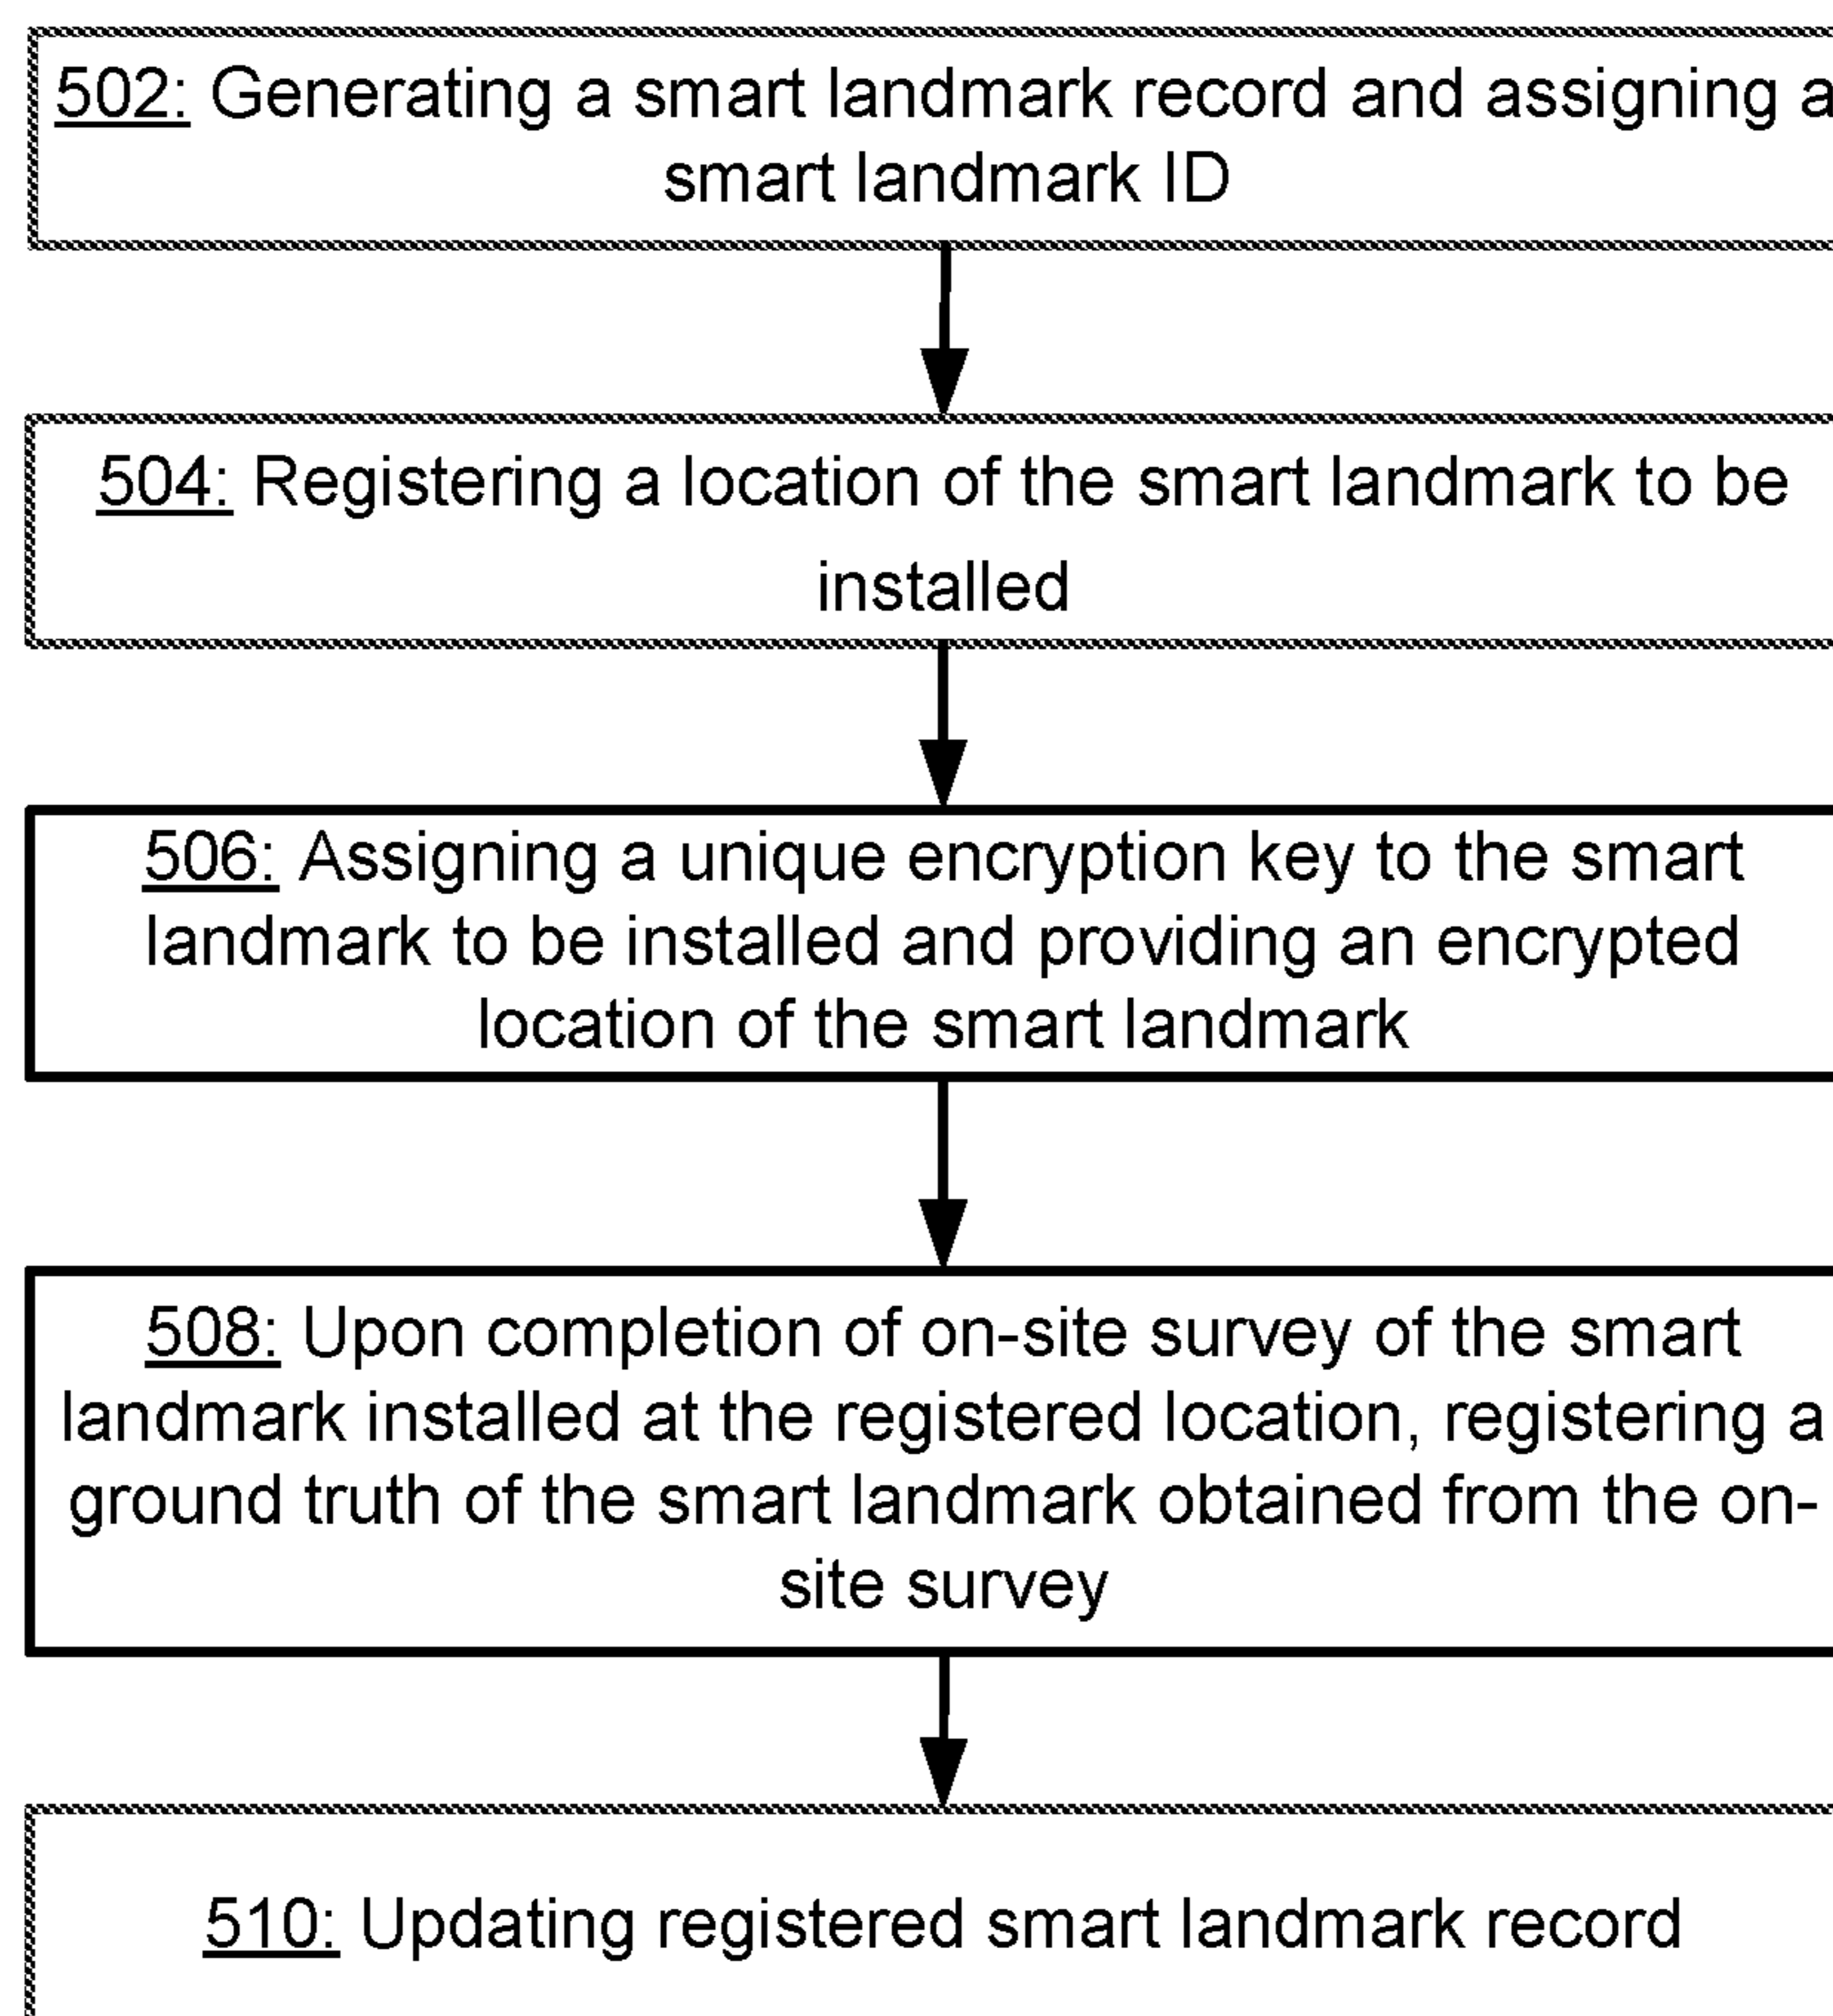 502: Generating a smart landmark record and assigning a
smart landmark ID
504: Registering a location of the smart landmark to be
installed
506: Assigning a unique encryption key to the smart
landmark to be installed and providing an encrypted
location of the smart landmark
508: Upon completion of on-site survey of the smart
landmark installed at the registered location, registering a
ground truth of the smart landmark obtained from the on-
site survey
510: Updating registered smart landmark record